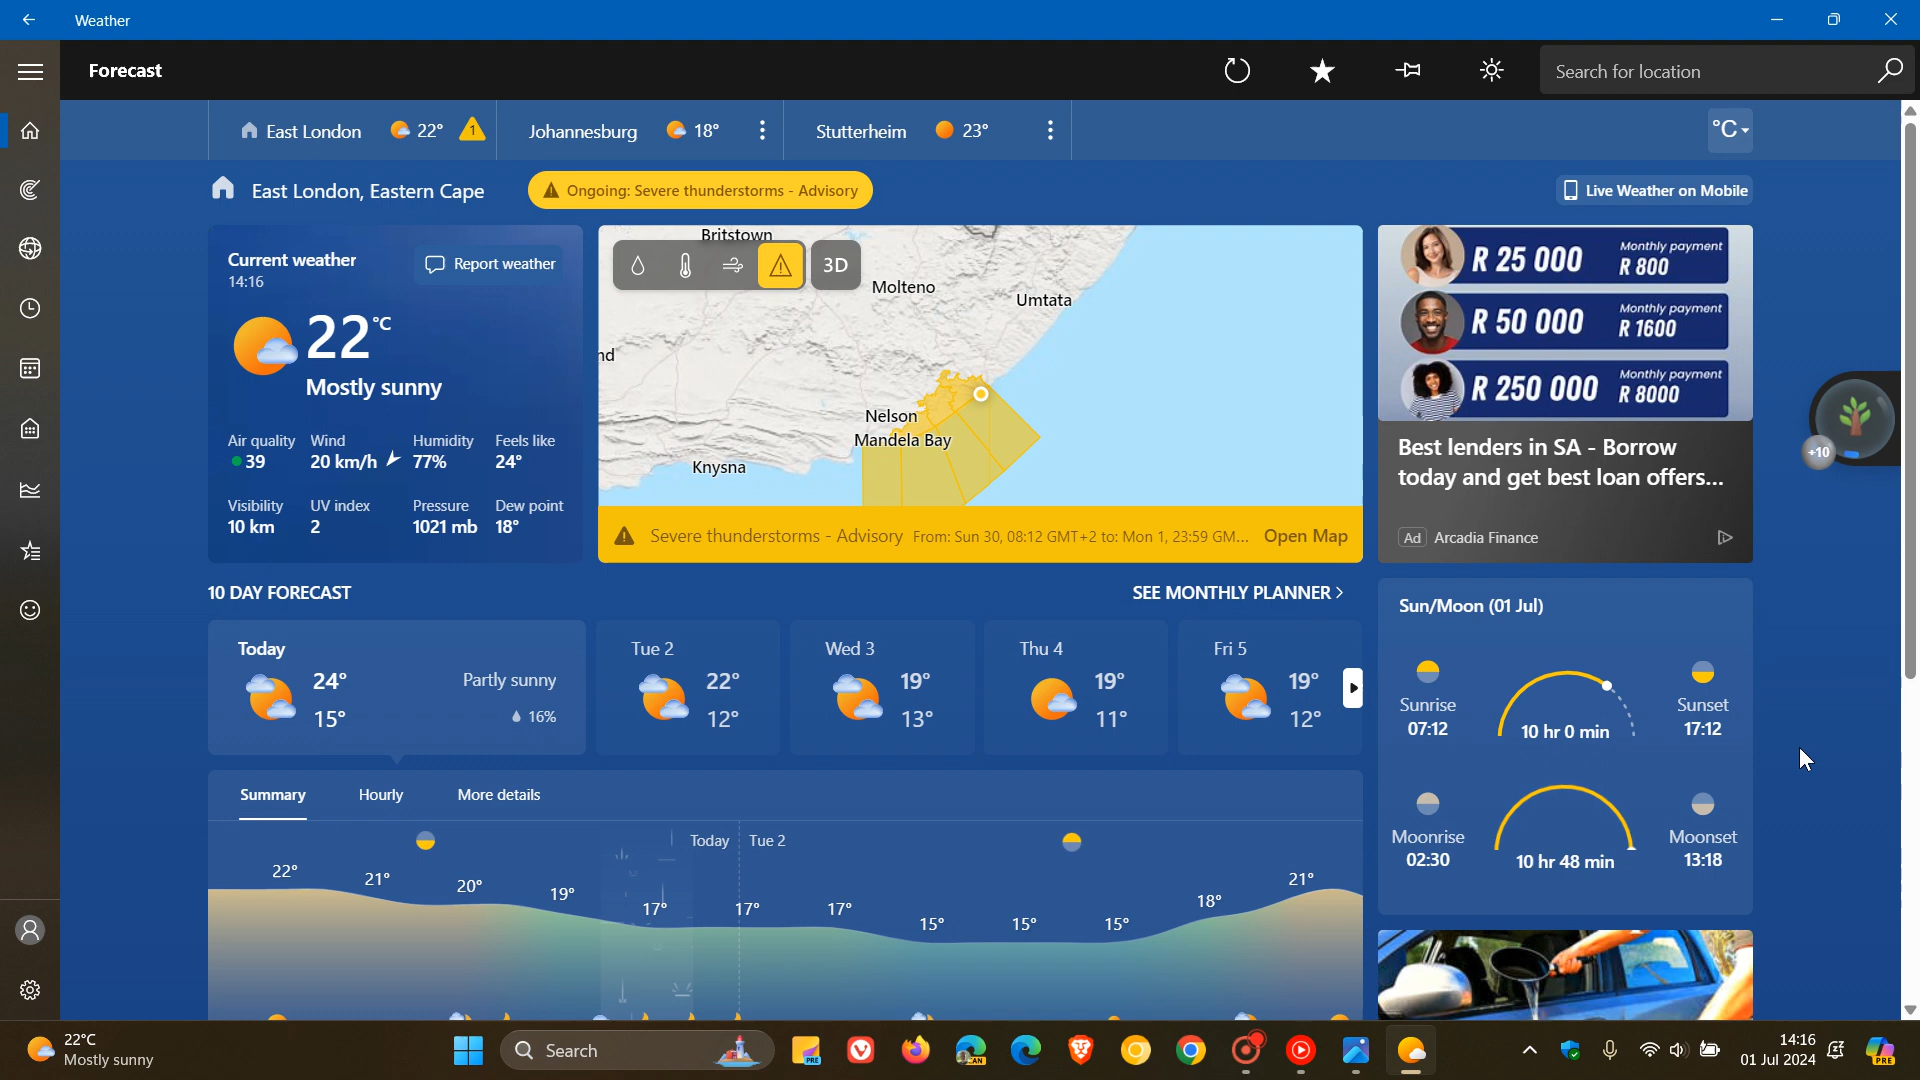 Weather
Forecast
Search for location
East London 22° 1
Johannesburg 18°
Stutterheim 23°
°C
East London, Eastern Cape
Ongoing: Severe thunderstorms - Advisory
Live Weather on Mobile
Current weather
14:16
Report weather
22°C
Mostly sunny
Air quality
39
Wind
20 km/h
Humidity
77%
Feels like
24°
Visibility
10 km
UV index
2
Pressure
1021 mb
Dew point
18°
Britstown
3D
Molteno
Umtata
nd
Nelson
Mandela Bay
Knysna
Severe thunderstorms - Advisory From: Sun 30, 08:12 GMT+2 to: Mon 1, 23:59 GM... Open Map
R 25 000 Monthly payment
R 800
R 50 000 Monthly payment
R 1600
R 250 000 Monthly payment
R 8000
Best lenders in SA - Borrow
today and get best loan offers...
Ad Arcadia Finance
+10
10 DAY FORECAST
SEE MONTHLY PLANNER
Today
24°
15°
Partly sunny
16%
Tue 2
22°
12°
Wed 3
19°
13°
Thu 4
19°
11°
Fri 5
19°
12°
Sun/Moon (01 Jul)
Sunrise
07:12
10 hr 0 min
Sunset
17:12
Moonrise
02:30
10 hr 48 min
Moonset
13:18
Summary Hourly More details
Today Tue 2
22° 21° 20° 19° 17° 17° 17° 15° 15° 15° 18° 21°
22°C
Mostly sunny
Search
PRE
CAN
14:16
01 Jul 2024
PRE